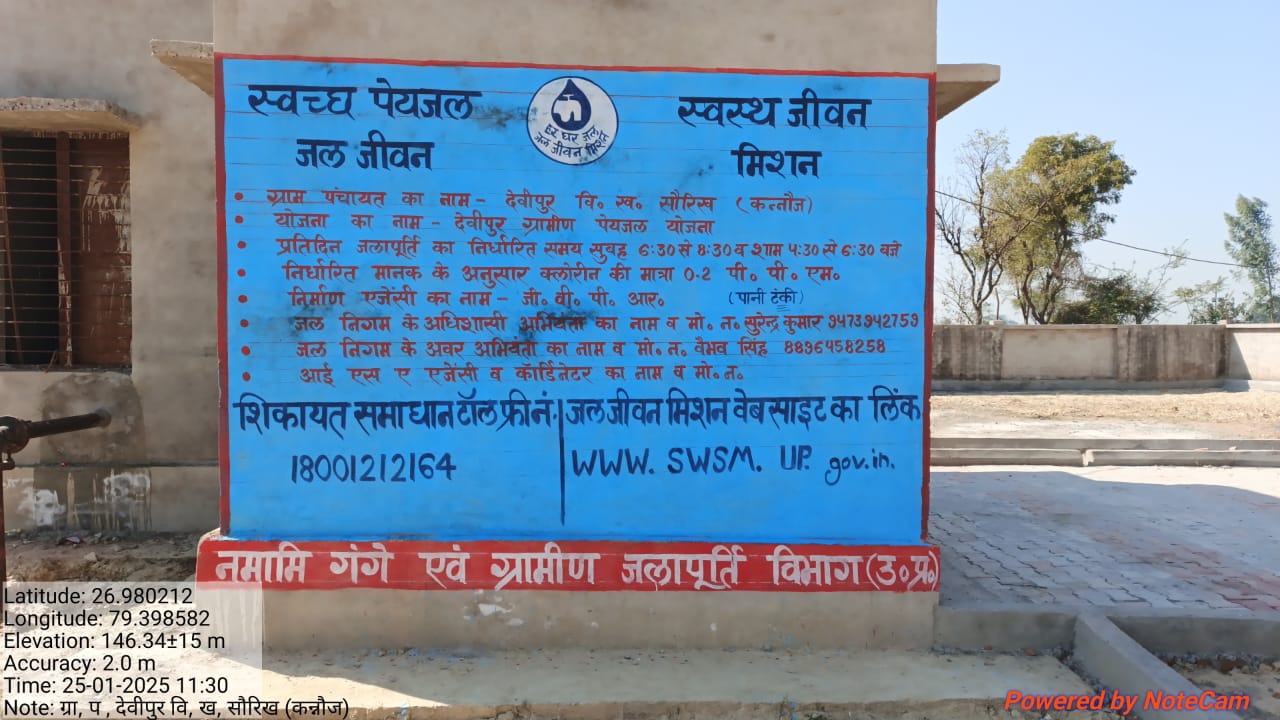 स्वच्छ पेयजल
स्वस्थ जीवन
हर घर जल
जल जीवन मिशन
जल जीवन
मिशन
• ग्राम पंचायत का नाम - देवीपुर वि० ख० सौरिख (कन्नौज)
• योजना का नाम - देवीपुर ग्रामीण पेयजल योजना
• प्रतिदिन जलापूर्ति का निर्धारित समय सुबह 6:30 से 8:30 व शाम 4:30 से 6:30 बजे
• निर्धारित मानक के अनुसार क्लोरीन की मात्रा 0.2 पी० पी० एम०
• निर्माण एजेंसी का नाम - जी० वी० पी० आर० (पानी टंकी)
• जल निगम के अधिशासी अभियंता का नाम व मो० न० सुरेन्द्र कुमार 9473942759
• जल निगम के अवर अभियंता का नाम व मो० न० वैभव सिंह 8896458258
• आई एस ए एजेंसी व कॉर्डिनेटर का नाम व मो० न०
शिकायत समाधान टॉल फ्री नं.
18001212164
जल जीवन मिशन वेबसाइट का लिंक
WWW. SWSM. UP. gov.in.
नमामि गंगे एवं ग्रामीण जलापूर्ति विभाग (उ० प्र०)
Latitude: 26.980212
Longitude: 79.398582
Elevation: 146.34±15 m
Accuracy: 2.0 m
Time: 25-01-2025 11:30
Note: ग्रा, प , देवीपुर वि, ख, सौरिख (कन्नौज)
Powered by NoteCam